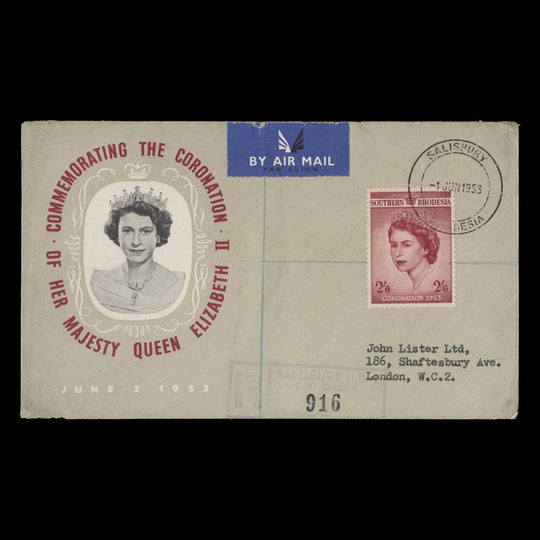 COMMEMORATING THE CORONATION · II
OF HER MAJESTY QUEEN ELIZABETH
JUNE 2 1953
BY AIR MAIL
PAR AVION
SALISBURY
-1 JUN 1953
SOUTHERN RHODESIA
2/6 2/6
CORONATION 1953
John Lister Ltd,
186, Shaftesbury Ave.
London, W.C.2.
R
SALISBURY
S. RHODESIA
916